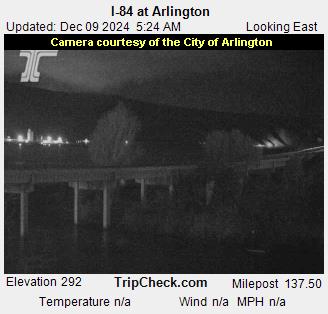 I-84 at Arlington
Updated: Dec 09 2024 5:24 AM Looking East
Camera courtesy of the City of Arlington
Elevation 292 TripCheck.com Milepost 137.50
Temperature n/a Wind n/a MPH n/a